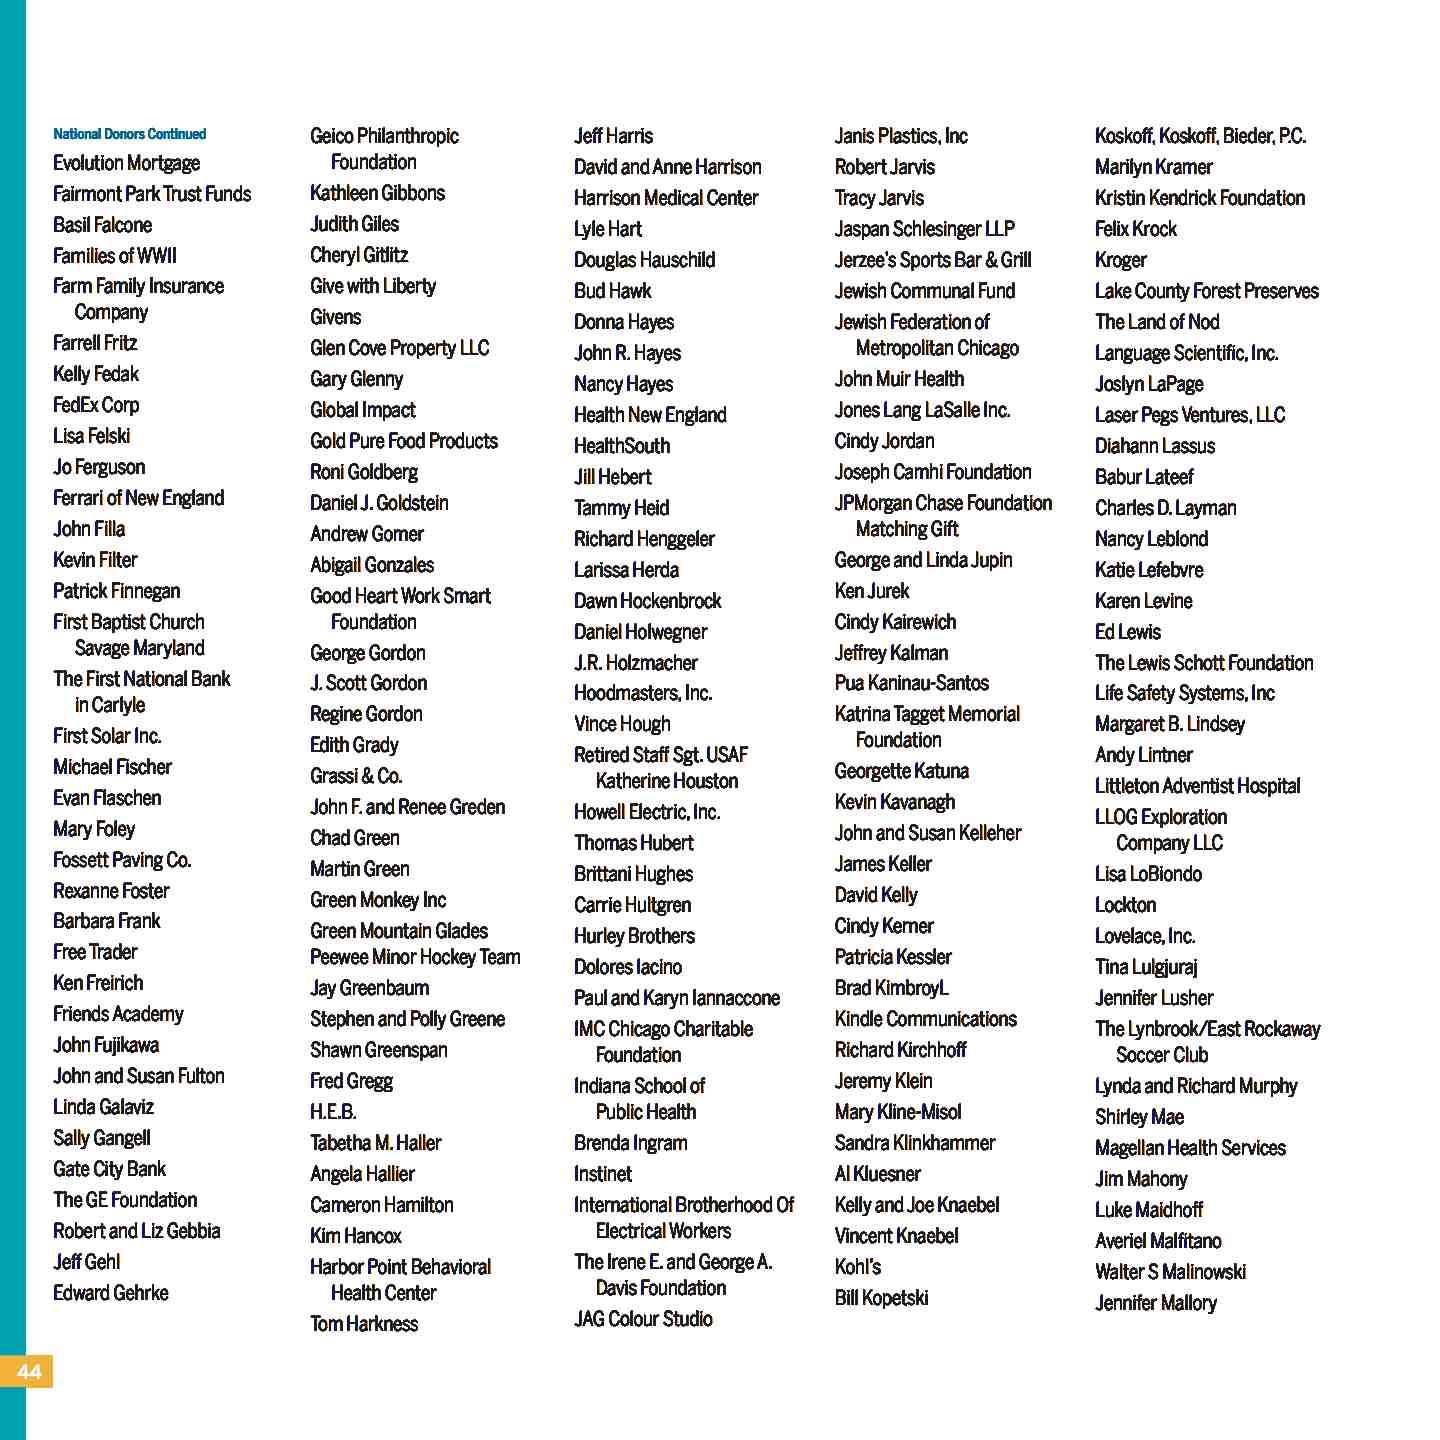 National Donors Continued
Evolution Mortgage
Fairmont Park Trust Funds
Basil Falcone
Families of WWII
Farm Family Insurance
Company
Farrell Fritz
Kelly Fedak
FedEx Corp
Lisa Felski
Jo Ferguson
Ferrari of New England
John Filla
Kevin Filter
Patrick Finnegan
First Baptist Church
Savage Maryland
The First National Bank
in Carlyle
First Solar Inc.
Michael Fischer
Evan Flaschen
Mary Foley
Fossett Paving Co.
Rexanne Foster
Barbara Frank
Free Trader
Ken Freirich
Friends Academy
John Fujikawa
John and Susan Fulton
Linda Galaviz
Sally Gangell
Gate City Bank
The GE Foundation
Robert and Liz Gebbia
Jeff Gehl
Edward Gehrke
Geico Philanthropic
Foundation
Kathleen Gibbons
Judith Giles
Cheryl Gitlitz
Give with Liberty
Givens
Glen Cove Property LLC
Gary Glenny
Global Impact
Gold Pure Food Products
Roni Goldberg
Daniel J. Goldstein
Andrew Gomer
Abigail Gonzales
Good Heart Work Smart
Foundation
George Gordon
J. Scott Gordon
Regine Gordon
Edith Grady
Grassi & Co.
John F. and Renee Greden
Chad Green
Martin Green
Green Monkey Inc
Green Mountain Glades
Peewee Minor Hockey Team
Jay Greenbaum
Stephen and Polly Greene
Shawn Greenspan
Fred Gregg
H.E.B.
Tabetha M. Haller
Angela Hallier
Cameron Hamilton
Kim Hancox
Harbor Point Behavioral
Health Center
Tom Harkness
Jeff Harris
David and Anne Harrison
Harrison Medical Center
Lyle Hart
Douglas Hauschild
Bud Hawk
Donna Hayes
John R. Hayes
Nancy Hayes
Health New England
HealthSouth
Jill Hebert
Tammy Heid
Richard Henggeler
Larissa Herda
Dawn Hockenbrock
Daniel Holwegner
J.R. Holzmacher
Hoodmasters, Inc.
Vince Hough
Retired Staff Sgt. USAF
Katherine Houston
Howell Electric, Inc.
Thomas Hubert
Brittani Hughes
Carrie Hultgren
Hurley Brothers
Dolores Iacino
Paul and Karyn Iannaccone
IMC Chicago Charitable
Foundation
Indiana School of
Public Health
Brenda Ingram
Instinet
International Brotherhood Of
Electrical Workers
The Irene E. and George A.
Davis Foundation
JAG Colour Studio
Janis Plastics, Inc
Robert Jarvis
Tracy Jarvis
Jaspan Schlesinger LLP
Jerzee's Sports Bar & Grill
Jewish Communal Fund
Jewish Federation of
Metropolitan Chicago
John Muir Health
Jones Lang LaSalle Inc.
Cindy Jordan
Joseph Camhi Foundation
JPMorgan Chase Foundation
Matching Gift
George and Linda Jupin
Ken Jurek
Cindy Kairewich
Jeffrey Kalman
Pua Kaninau-Santos
Katrina Tagget Memorial
Foundation
Georgette Katuna
Kevin Kavanagh
John and Susan Kelleher
James Keller
David Kelly
Cindy Kerner
Patricia Kessler
Brad KimbroyL
Kindle Communications
Richard Kirchhoff
Jeremy Klein
Mary Kline-Misol
Sandra Klinkhammer
Al Kluesner
Kelly and Joe Knaebel
Vincent Knaebel
Kohl's
Bill Kopetski
Koskoff, Koskoff, Bieder, P.C.
Marilyn Kramer
Kristin Kendrick Foundation
Felix Krock
Kroger
Lake County Forest Preserves
The Land of Nod
Language Scientific, Inc.
Joslyn LaPage
Laser Pegs Ventures, LLC
Diahann Lassus
Babur Lateef
Charles D. Layman
Nancy Leblond
Katie Lefebvre
Karen Levine
Ed Lewis
The Lewis Schott Foundation
Life Safety Systems, Inc
Margaret B. Lindsey
Andy Lintner
Littleton Adventist Hospital
LLOG Exploration
Company LLC
Lisa LoBiondo
Lockton
Lovelace, Inc.
Tina Lulgjuraj
Jennifer Lusher
The Lynbrook/East Rockaway
Soccer Club
Lynda and Richard Murphy
Shirley Mae
Magellan Health Services
Jim Mahony
Luke Maidhoff
Averiel Malfitano
Walter S Malinowski
Jennifer Mallory
44